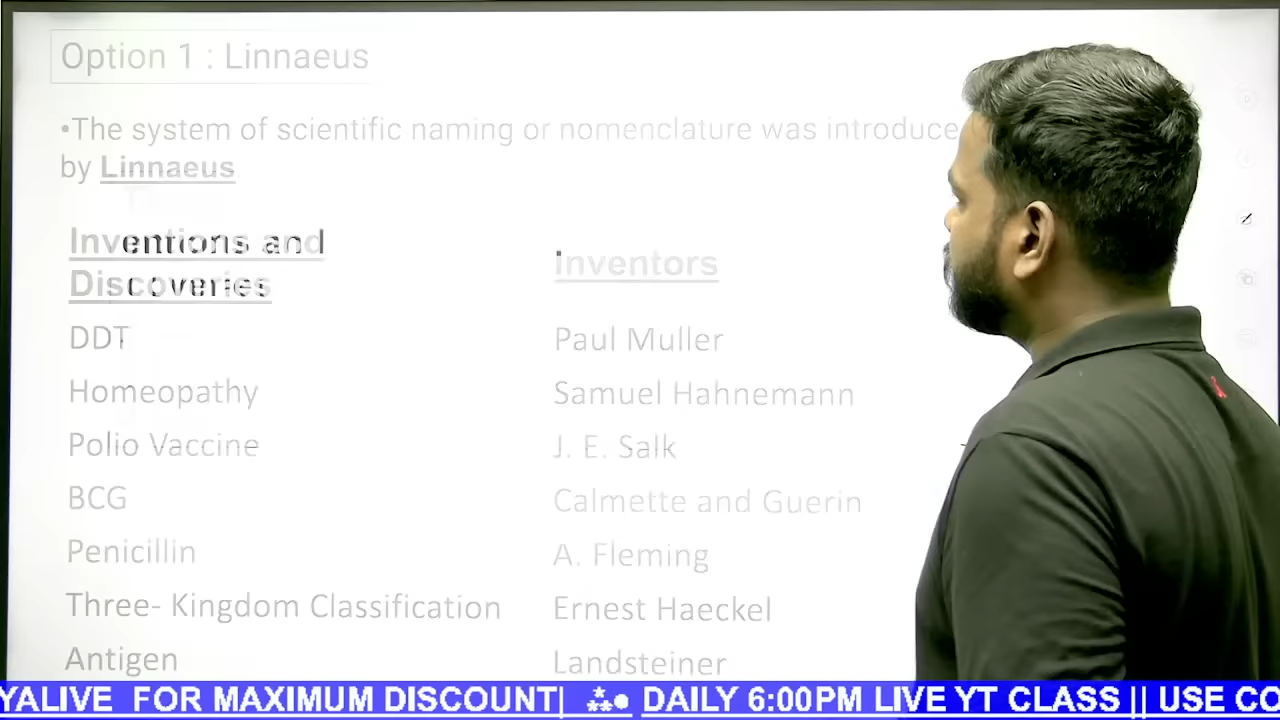 Option 1 : Linnaeus
•The system of scientific naming or nomenclature was introduce
by Linnaeus
Inventions and
Discoveries
Inventors
DDT
Paul Muller
Homeopathy
Samuel Hahnemann
Polio Vaccine
J. E. Salk
BCG
Calmette and Guerin
Penicillin
A. Fleming
Three- Kingdom Classification
Ernest Haeckel
Antigen
Landsteiner
YALIVE FOR MAXIMUM DISCOUNT| DAILY 6:00PM LIVE YT CLASS || USE CO